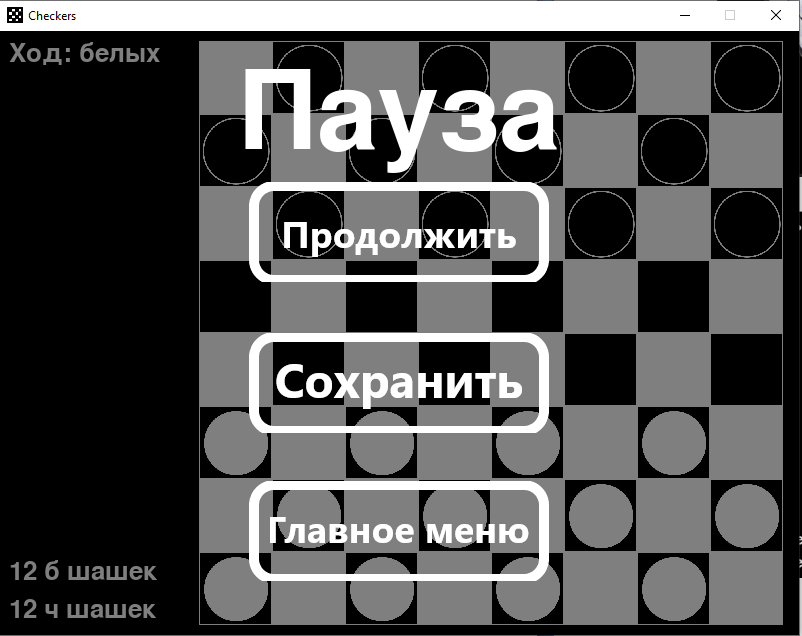 Checkers
Ход: белых
Пауза
Продолжить
Сохранить
Главное меню
12 б шашек
12 ч шашек